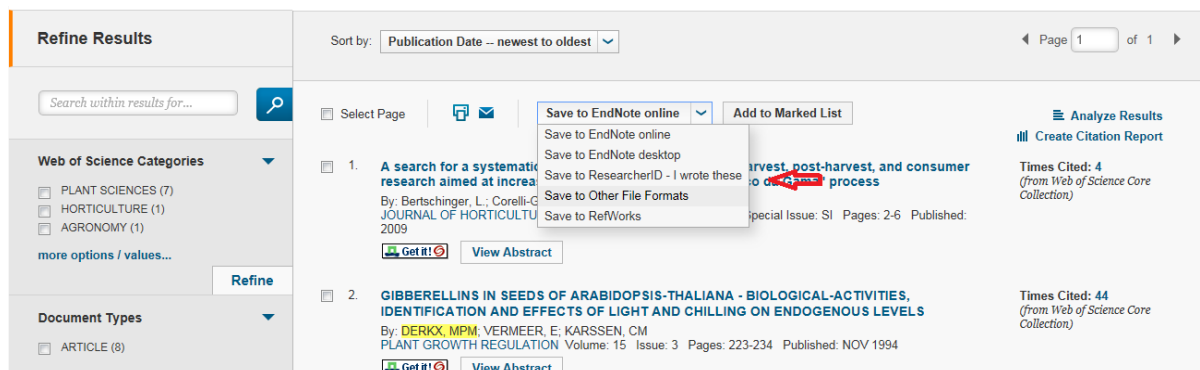 Refine Results
Search within results for...
Web of Science Categories
PLANT SCIENCES (7)
HORTICULTURE (1)
AGRONOMY (1)
more options / values...
Refine
Document Types
ARTICLE (8)
Sort by: Publication Date -- newest to oldest
Page 1 of 1
Select Page
Save to EndNote online
Add to Marked List
Save to EndNote online
Save to EndNote desktop
Save to ResearcherID - I wrote these
Save to Other File Formats
Save to RefWorks
Analyze Results
Create Citation Report
1. A search for a systematic arvest, post-harvest, and consumer
research aimed at increas process
By: Bertschinger, L.; Corelli-G
JOURNAL OF HORTICULTU Special Issue: SI Pages: 2-6 Published:
2009
Get it! View Abstract
Times Cited: 4
(from Web of Science Core
Collection)
2. GIBBERELLINS IN SEEDS OF ARABIDOPSIS-THALIANA - BIOLOGICAL-ACTIVITIES,
IDENTIFICATION AND EFFECTS OF LIGHT AND CHILLING ON ENDOGENOUS LEVELS
By: DERKX, MPM; VERMEER, E; KARSSEN, CM
PLANT GROWTH REGULATION Volume: 15 Issue: 3 Pages: 223-234 Published: NOV 1994
Get it! View Abstract
Times Cited: 44
(from Web of Science Core
Collection)